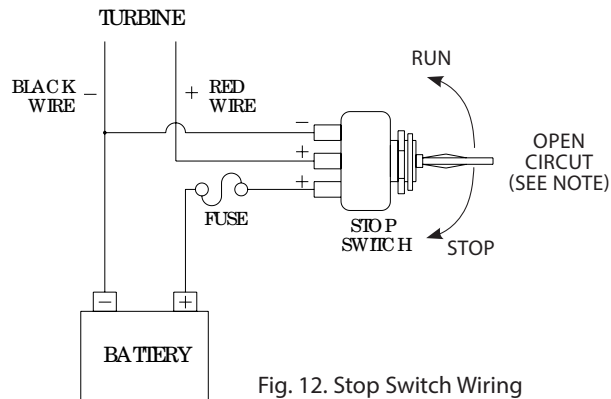 TURBINE
RUN
BLACK
WIRE
−
+
RED
WIRE
−
+
+
OPEN
CIRCUT
(SEE NOTE)
FUSE
STOP
SWITCH
STOP
−
+
BATTERY
Fig. 12. Stop Switch Wiring